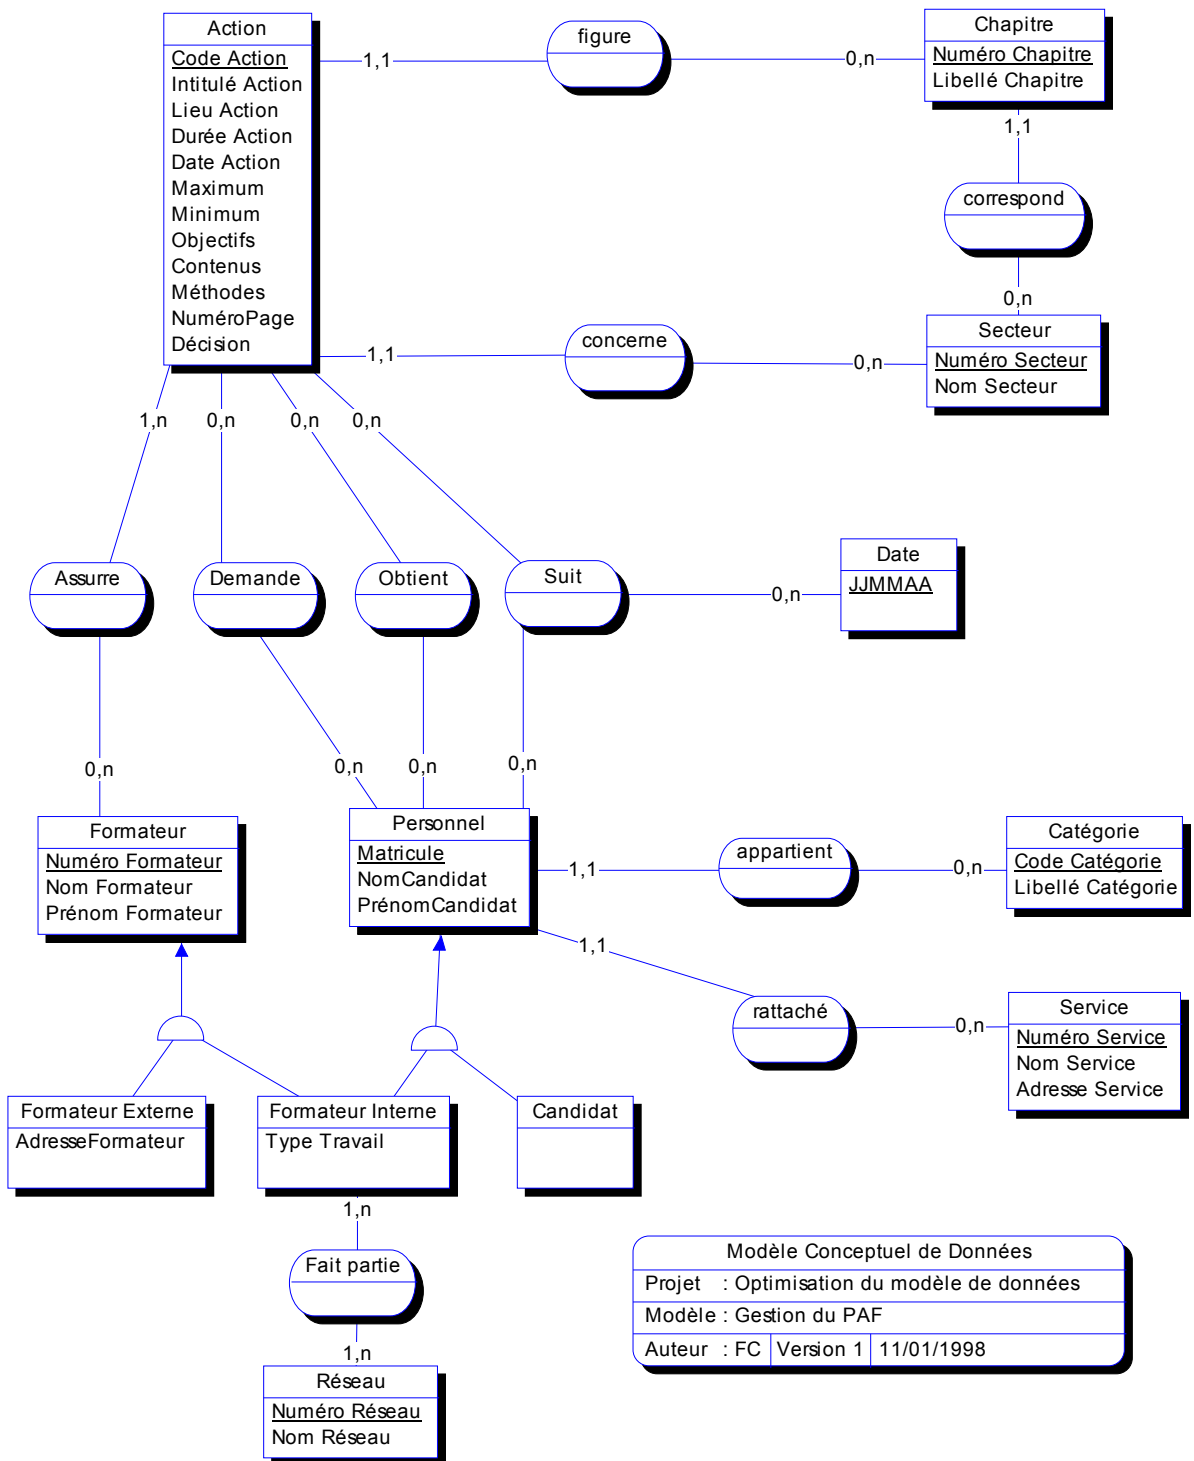 Action
Code Action
Intitulé Action
Lieu Action
Durée Action
Date Action
Maximum
Minimum
Objectifs
Contenus
Méthodes
NuméroPage
Décision
1,1
figure
0,n
Chapitre
Numéro Chapitre
Libellé Chapitre
1,1
correspond
0,n
Secteur
Numéro Secteur
Nom Secteur
1,1
concerne
0,n
1,n
0,n
0,n
0,n
Assurre
Demande
Obtient
Suit
0,n
Date
JJMMAA
0,n
0,n
0,n
0,n
Formateur
Numéro Formateur
Nom Formateur
Prénom Formateur
Personnel
Matricule
NomCandidat
PrénomCandidat
1,1
appartient
0,n
Catégorie
Code Catégorie
Libellé Catégorie
1,1
rattaché
0,n
Service
Numéro Service
Nom Service
Adresse Service
Formateur Externe
AdresseFormateur
Formateur Interne
Type Travail
Candidat
1,n
Fait partie
1,n
Réseau
Numéro Réseau
Nom Réseau
Modèle Conceptuel de Données
Projet : Optimisation du modèle de données
Modèle : Gestion du PAF
Auteur : FC Version 1 11/01/1998